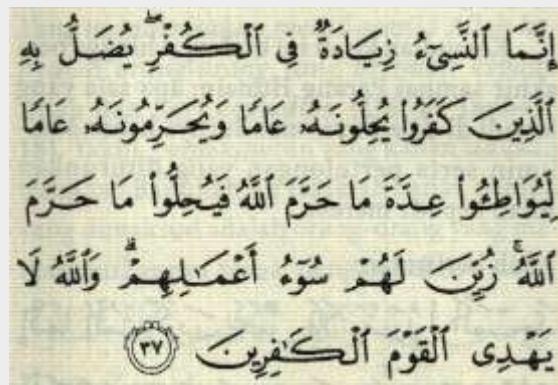 إِنَّمَا ٱلنَّسِىٓءُ زِيَادَةٌ فِى ٱلْكُفْرِ ۖ يُضَلُّ بِهِ
ٱلَّذِينَ كَفَرُوا۟ يُحِلُّونَهُۥ عَامًا وَيُحَرِّمُونَهُۥ عَامًا
لِّيُوَاطِـُٔوا۟ عِدَّةَ مَا حَرَّمَ ٱللَّهُ فَيُحِلُّوا۟ مَا حَرَّمَ
ٱللَّهُ ۚ زُيِّنَ لَهُمْ سُوٓءُ أَعْمَـٰلِهِمْ ۗ وَٱللَّهُ لَا
يَهْدِى ٱلْقَوْمَ ٱلْكَـٰفِرِينَ ٣٧